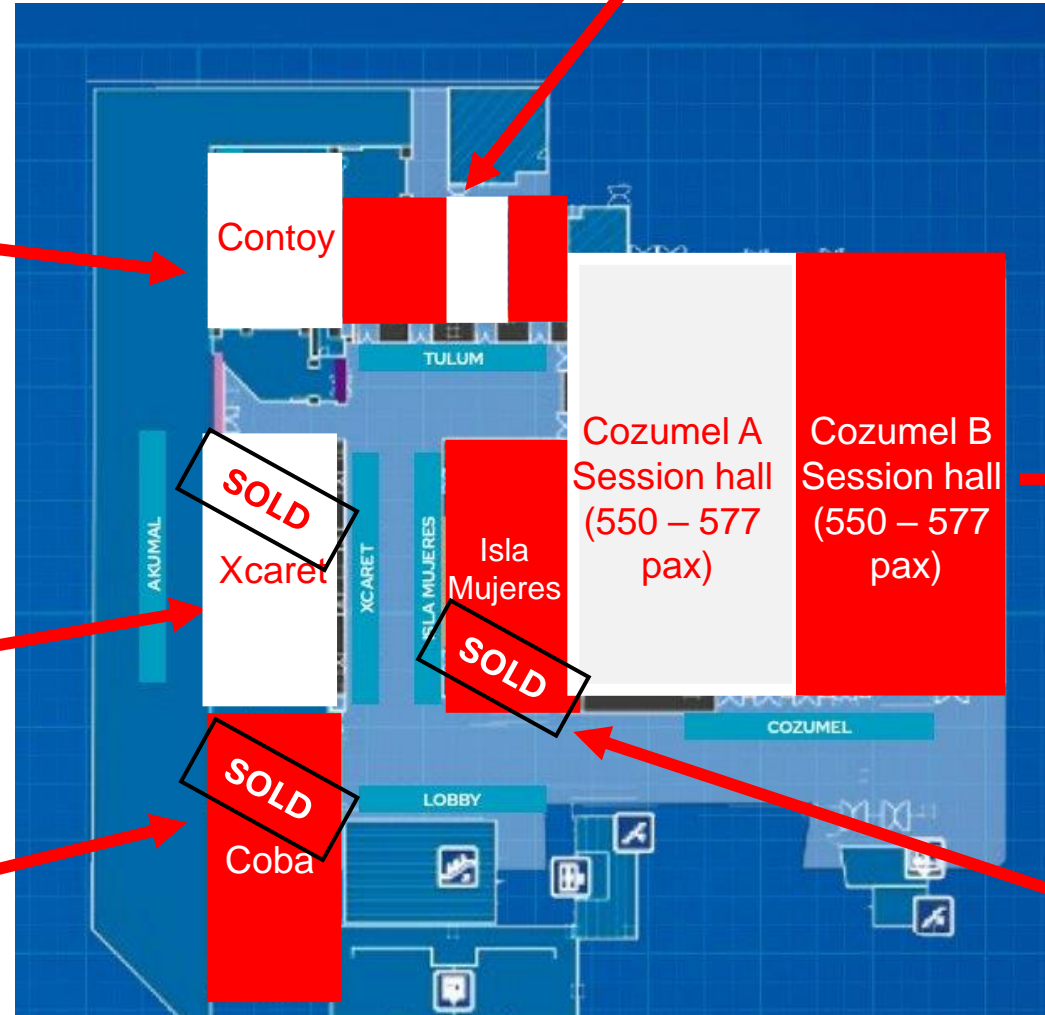 Contoy
TULUM
Cozumel A
Session hall
(550 – 577
pax)
Cozumel B
Session hall
(550 – 577
pax)
SOLD
Xcaret
AKUMAL
XCARET
ISLA MUJERES
Isla
Mujeres
SOLD
COZUMEL
SOLD
Coba
LOBBY